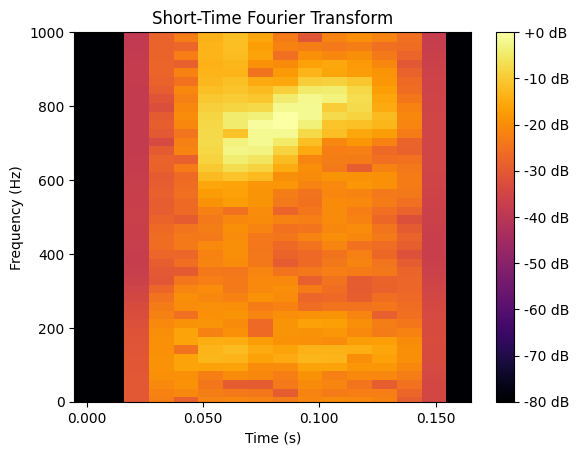 Short-Time Fourier Transform
1000
800
600
400
200
0
Frequency (Hz)
0.000
0.050
0.100
0.150
Time (s)
+0 dB
-10 dB
-20 dB
-30 dB
-40 dB
-50 dB
-60 dB
-70 dB
-80 dB